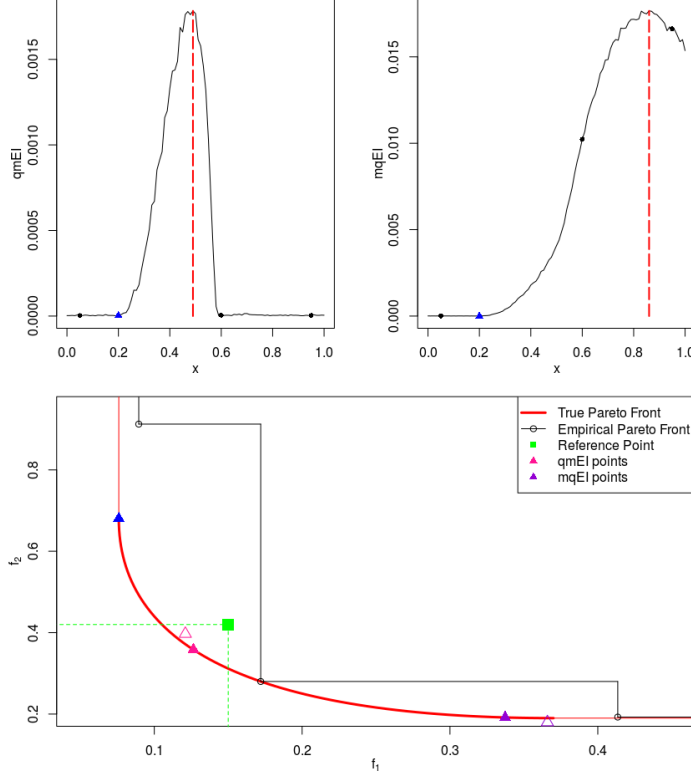 qmEI
0.0000
0.0005
0.0010
0.0015
0.0
0.2
0.4
0.6
0.8
1.0
x
mqEI
0.000
0.005
0.010
0.015
0.0
0.2
0.4
0.6
0.8
1.0
x
True Pareto Front
Empirical Pareto Front
Reference Point
qmEI points
mqEI points
f2
0.2
0.4
0.6
0.8
0.1
0.2
0.3
0.4
f1